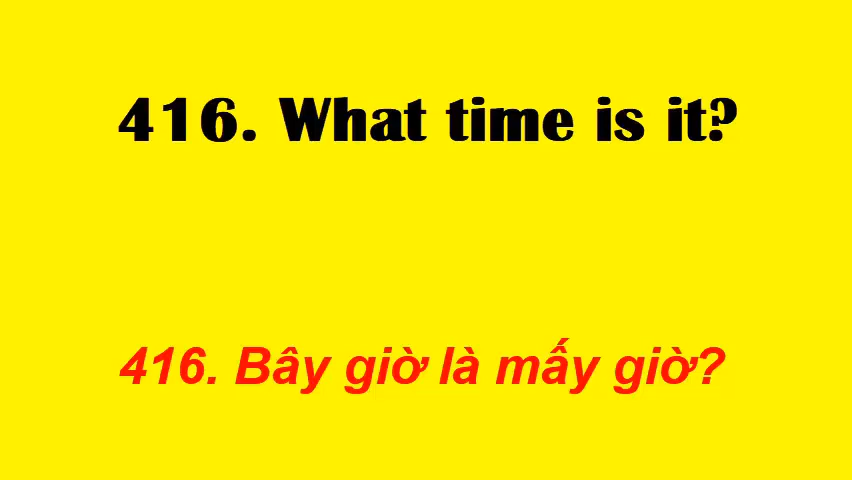 416. What time is it?
416. Bây giờ là mấy giờ?